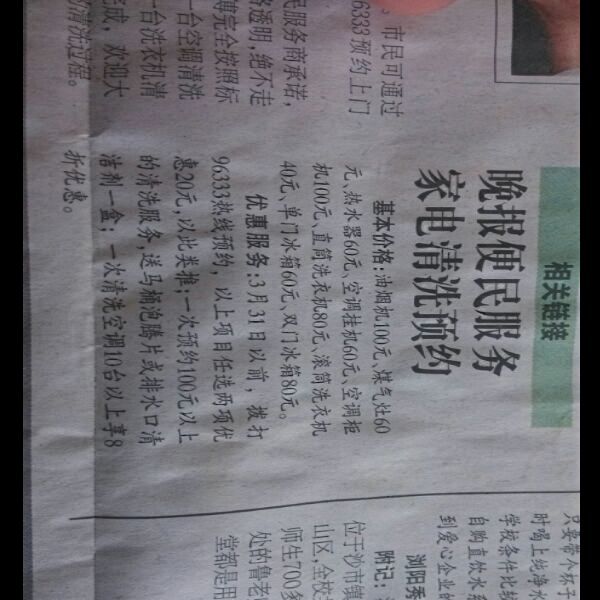 。市民可通过
6333预约上门
民服务商承诺，
格透明,绝不走
完全按照标
一台空调清洗
一台洗衣机清
完成，欢迎大
的清洗过程。
相关链接
晚报便民服务
家电清洗预约
基本价格:油烟机100元、煤气灶60
元、热水器60元、空调挂机60元、空调柜
机100元、直筒洗衣机80元、滚筒洗衣机
40元、单门冰箱60元、双门冰箱80元。
优惠服务:3月31日以前，拨打
96333热线预约，以上项目任选两项优
惠20元，以此类推;一次预约100元以上
的清洗服务,送马桶泡腾片或排水口清
洁剂一盒；一次清洗空调10台以上享8
折优惠。
只要带个杯子
时喝上纯净水
学校条件比较
自购直饮水系
到爱心企业的
浏阳秀
附记：
位于沙市镇
山区，全校
师生700多
处的鲁老
堂都是用